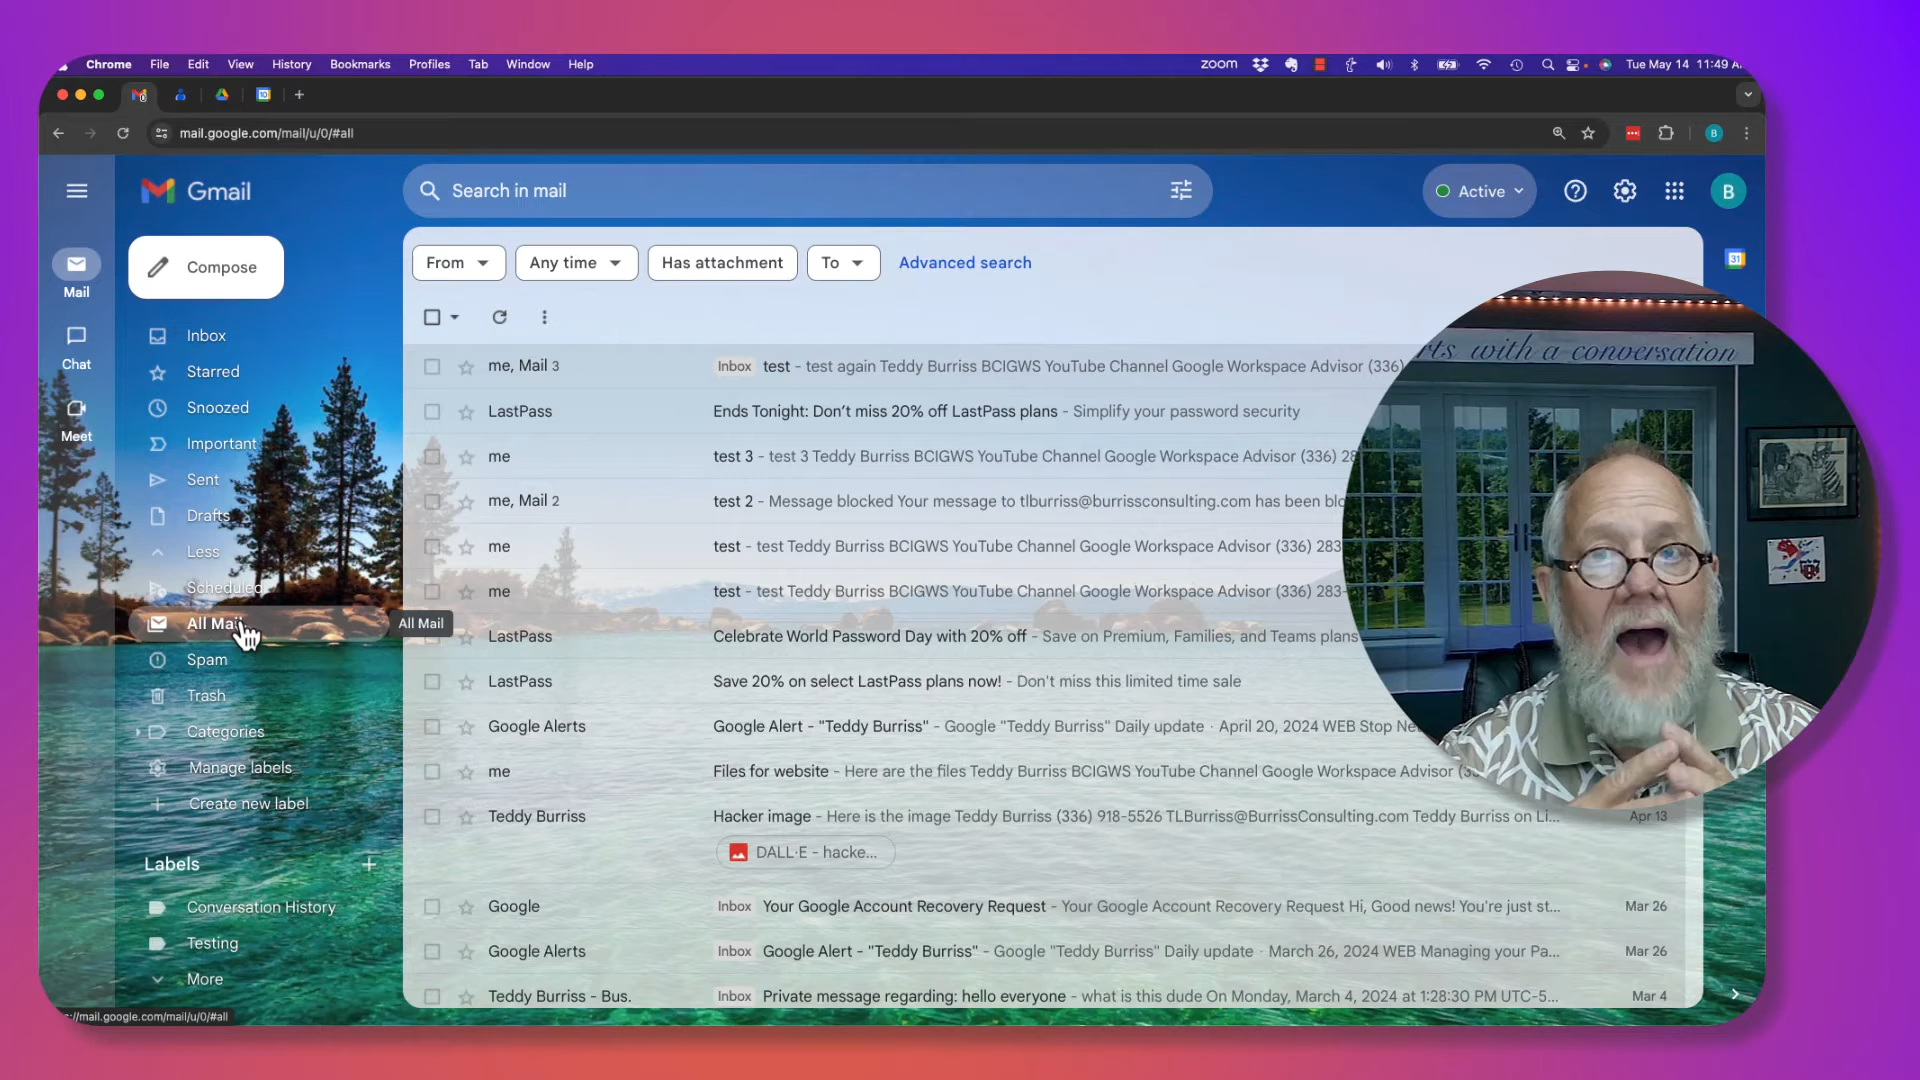 Chrome File Edit View History Bookmarks Profiles Tab Window Help zoom Tue May 14 11:49
mail.google.com/mail/u/0/#all B
Gmail Search in mail Active B
Compose From Any time Has attachment To Advanced search 31
Mail
Inbox
Chat
Starred
Snoozed
Meet
Important
Sent
Drafts
Less
Scheduled
All Mail All Mail
Spam
Trash
Categories
Manage labels
Create new label
Labels
Conversation History
Testing
More
me, Mail 3 Inbox test - test again Teddy Burriss BCIGWS YouTube Channel Google Workspace Advisor (336)
LastPass Ends Tonight: Don’t miss 20% off LastPass plans - Simplify your password security
me test 3 - test 3 Teddy Burriss BCIGWS YouTube Channel Google Workspace Advisor (336) 28
me, Mail 2 test 2 - Message blocked Your message to tlburriss@burrissconsulting.com has been blo
me test - test Teddy Burriss BCIGWS YouTube Channel Google Workspace Advisor (336) 283
me test - test Teddy Burriss BCIGWS YouTube Channel Google Workspace Advisor (336) 283-
LastPass Celebrate World Password Day with 20% off - Save on Premium, Families, and Teams plans
LastPass Save 20% on select LastPass plans now! - Don't miss this limited time sale
Google Alerts Google Alert - "Teddy Burriss" - Google "Teddy Burriss" Daily update · April 20, 2024 WEB Stop Ne
me Files for website - Here are the files Teddy Burriss BCIGWS YouTube Channel Google Workspace Advisor (33
Teddy Burriss Hacker image - Here is the image Teddy Burriss (336) 918-5526 TLBurriss@BurrissConsulting.com Teddy Burriss on Li... Apr 13
DALL·E - hacke...
Google Inbox Your Google Account Recovery Request - Your Google Account Recovery Request Hi, Good news! You're just st... Mar 26
Google Alerts Inbox Google Alert - "Teddy Burriss" - Google "Teddy Burriss" Daily update · March 26, 2024 WEB Managing your Pa... Mar 26
Teddy Burriss - Bus. Inbox Private message regarding: hello everyone - what is this dude On Monday, March 4, 2024 at 1:28:30 PM UTC-5... Mar 4
rts with a conversation
://mail.google.com/mail/u/0/#all